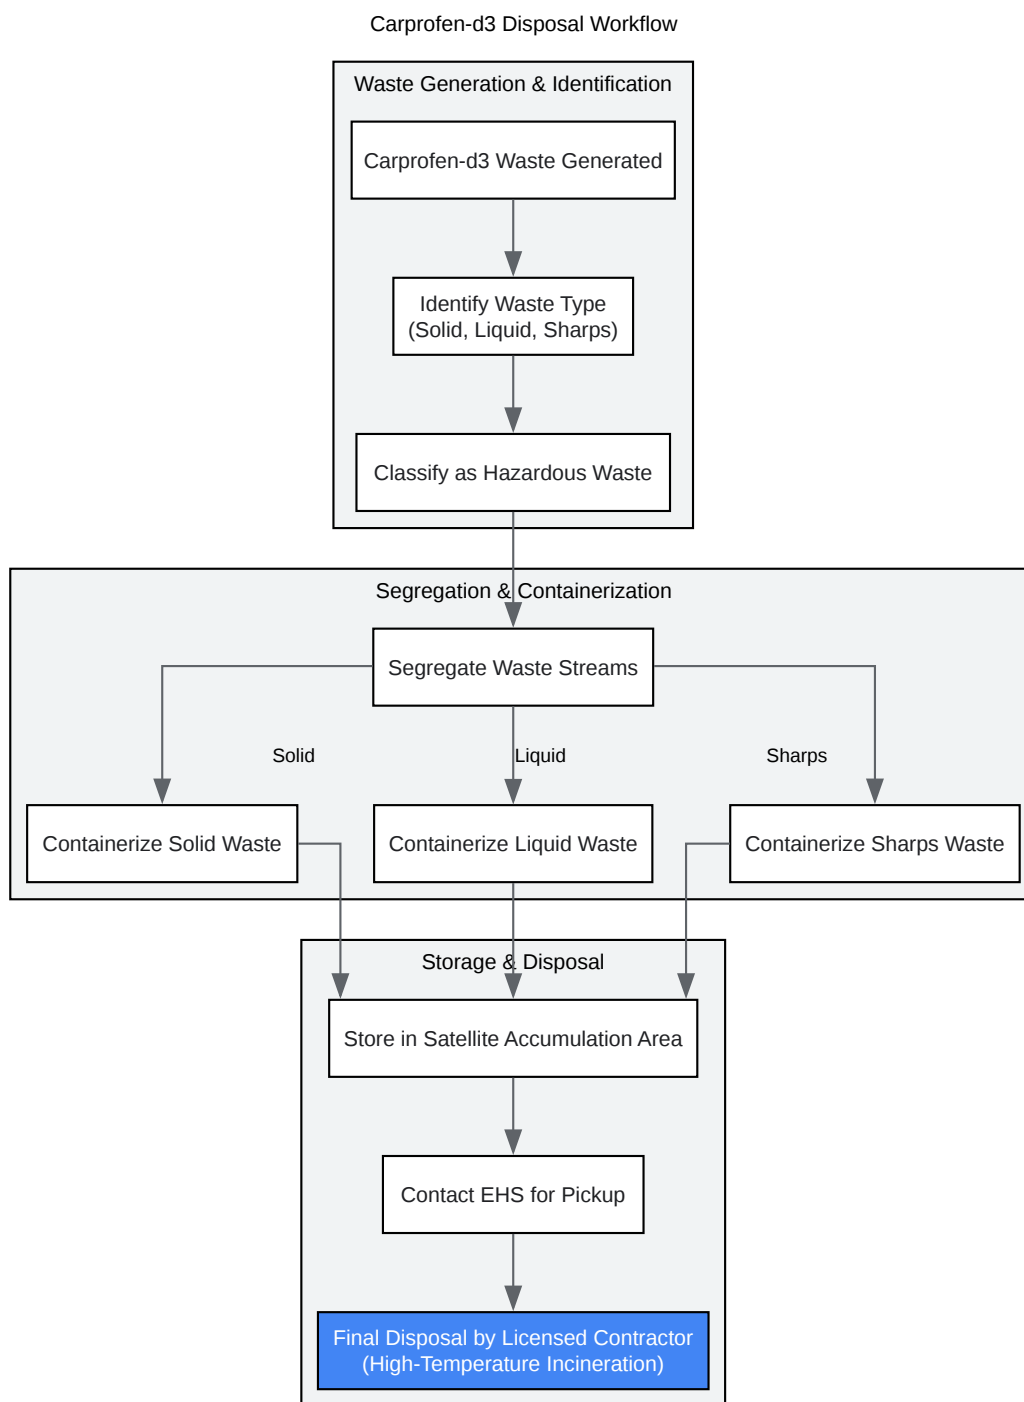 Carprofen-d3 Disposal Workflow
Waste Generation & Identification
Carprofen-d3 Waste Generated
Identify Waste Type
(Solid, Liquid, Sharps)
Classify as Hazardous Waste
Segregation & Containerization
Segregate Waste Streams
Solid
Liquid
Sharps
Containerize Solid Waste
Containerize Liquid Waste
Containerize Sharps Waste
Storage & Disposal
Store in Satellite Accumulation Area
Contact EHS for Pickup
Final Disposal by Licensed Contractor
(High-Temperature Incineration)